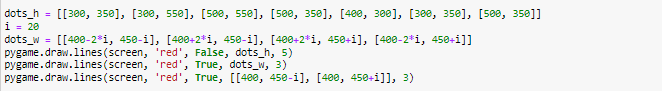 dots_h = [[300, 350], [300, 550], [500, 550], [500, 350], [400, 300], [300, 350], [500, 350]]
i = 20
dots_w = [[400-2*i, 450-i], [400+2*i, 450-i], [400+2*i, 450+i], [400-2*i, 450+i]]
pygame.draw.lines(screen, 'red', False, dots_h, 5)
pygame.draw.lines(screen, 'red', True, dots_w, 3)
pygame.draw.lines(screen, 'red', True, [[400, 450-i], [400, 450+i]], 3)